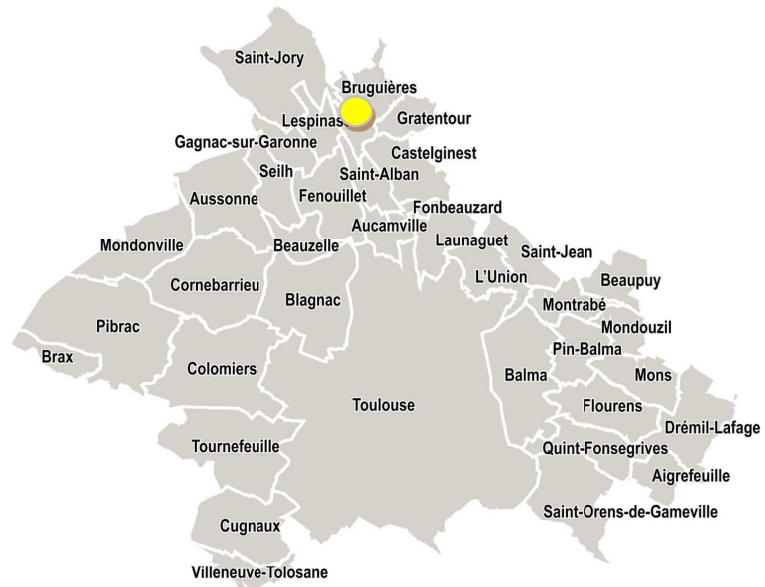 Saint-Jory
Bruguières
Lespinass
Gratentour
Gagnac-sur-Garonne
Castelginest
Seilh
Saint-Alban
Aussonne
Fenouillet
Fonbeauzard
Aucamville
Mondonville
Beauzelle
Launaguet
Saint-Jean
L'Union
Beaupuy
Cornebarrieu
Blagnac
Montrabé
Pibrac
Mondouzil
Brax
Pin-Balma
Colomiers
Balma
Mons
Toulouse
Flourens
Drémil-Lafage
Tournefeuille
Quint-Fonsegrives
Aigrefeuille
Saint-Orens-de-Gameville
Cugnaux
Villeneuve-Tolosane